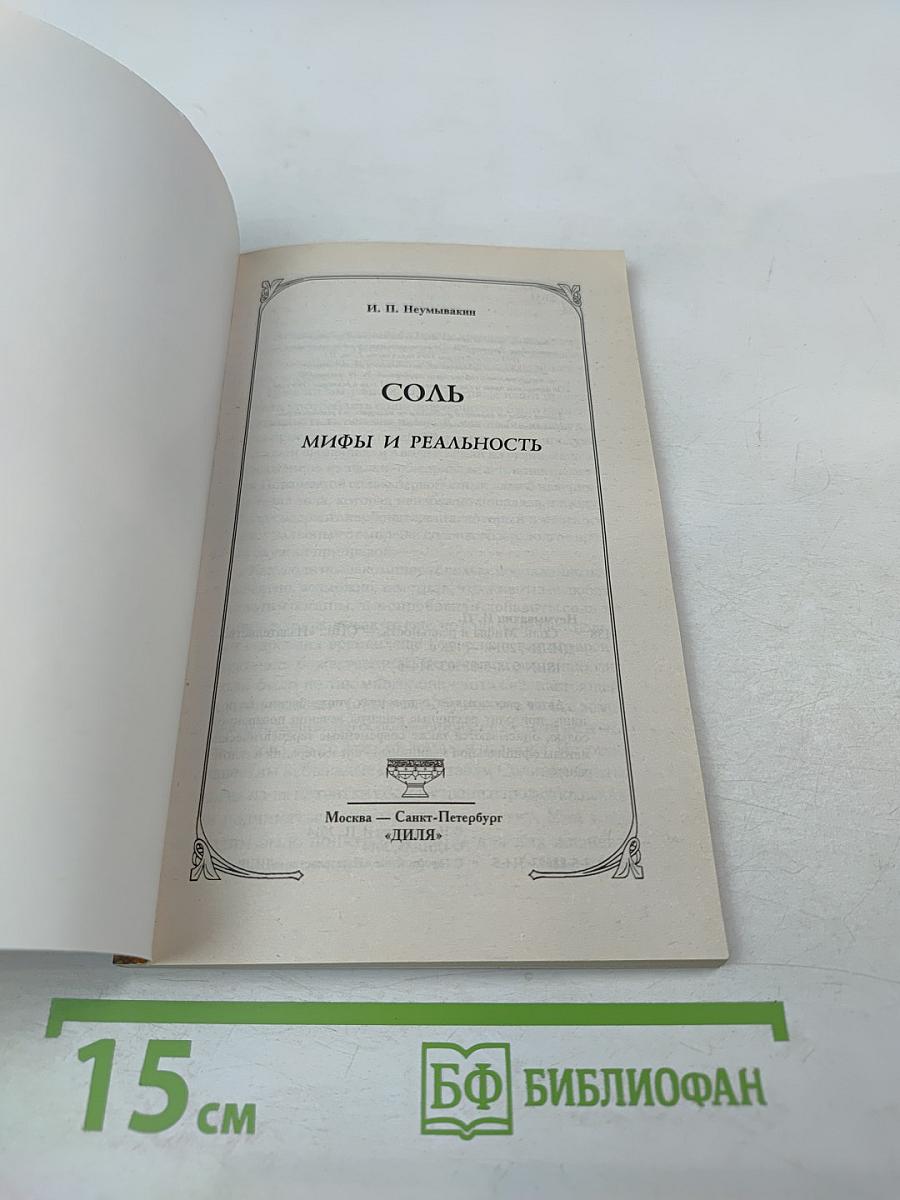 И. П. Неумывакин
СОЛЬ
МИФЫ И РЕАЛЬНОСТЬ
Москва — Санкт-Петербург
«ДИЛЯ»
15 см
БФ БИБЛИОФАН